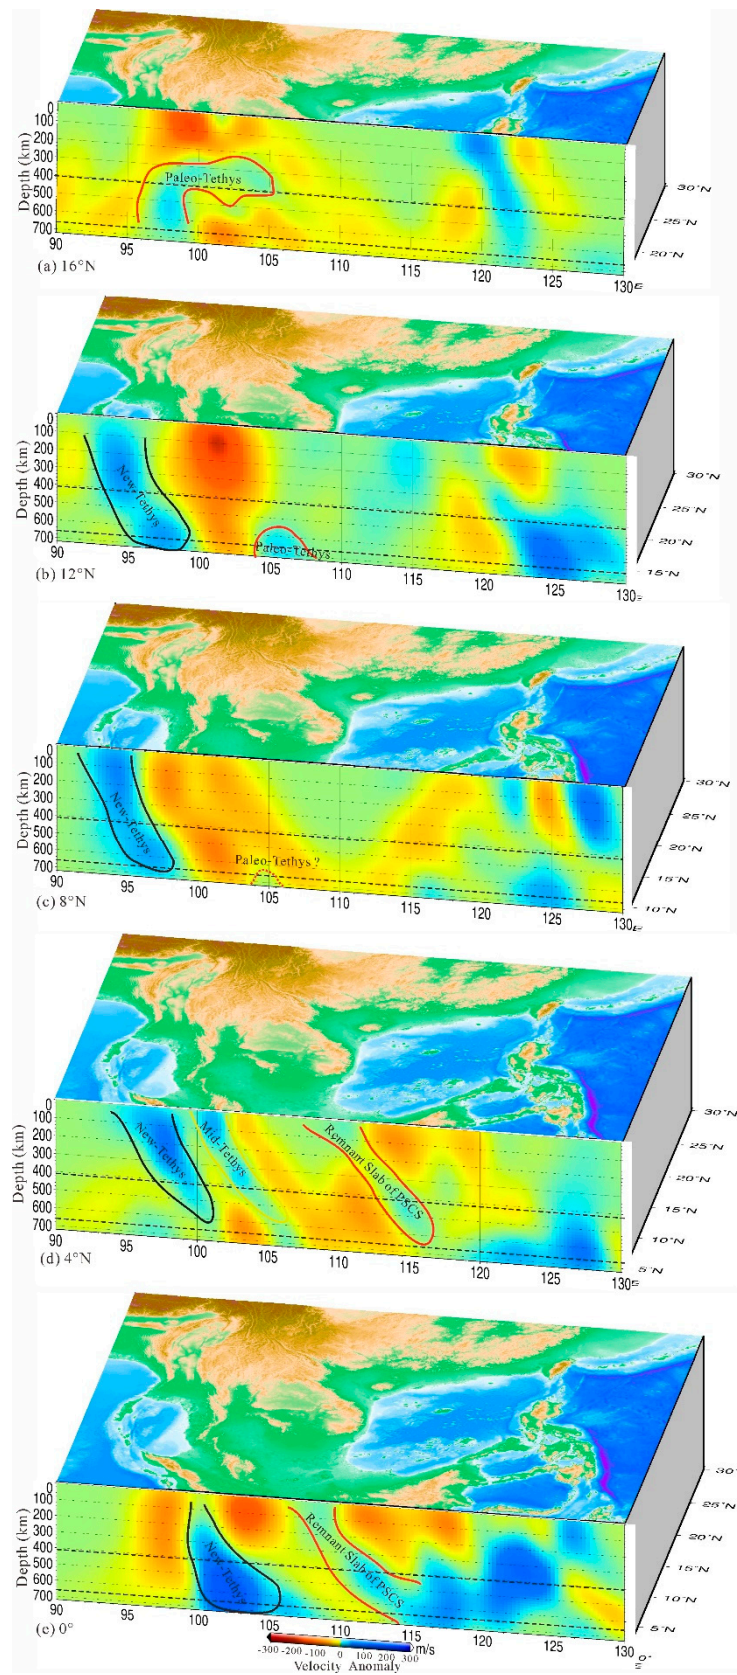 Depth (km)
0
100
200
300
400
500
600
700
Paleo-Tethys
90
95
100
105
110
115
120
125
130
E
20°N
25°N
30°N
(a) 16°N
Depth (km)
0
100
200
300
400
500
600
700
New-Tethys
Paleo-Tethys
90
95
100
105
110
115
120
125
130
E
15°N
20°N
25°N
30°N
(b) 12°N
Depth (km)
0
100
200
300
400
500
600
700
New-Tethys
Paleo-Tethys ?
90
95
100
105
110
115
120
125
130
E
10°N
15°N
20°N
25°N
30°N
(c) 8°N
Depth (km)
0
100
200
300
400
500
600
700
New-Tethys
Mid-Tethys
Remnant Slab of PSCS
90
95
100
105
110
115
120
125
130
E
5°N
10°N
15°N
20°N
25°N
30°N
(d) 4°N
Depth (km)
0
100
200
300
400
500
600
700
New-Tethys
Remnant Slab of PSCS
90
95
100
105
110
115
120
125
130
E
0°
5°N
10°N
15°N
20°N
25°N
30°
(e) 0°
-300 -200 -100 0 100 200 300
m/s
Velocity Anomaly